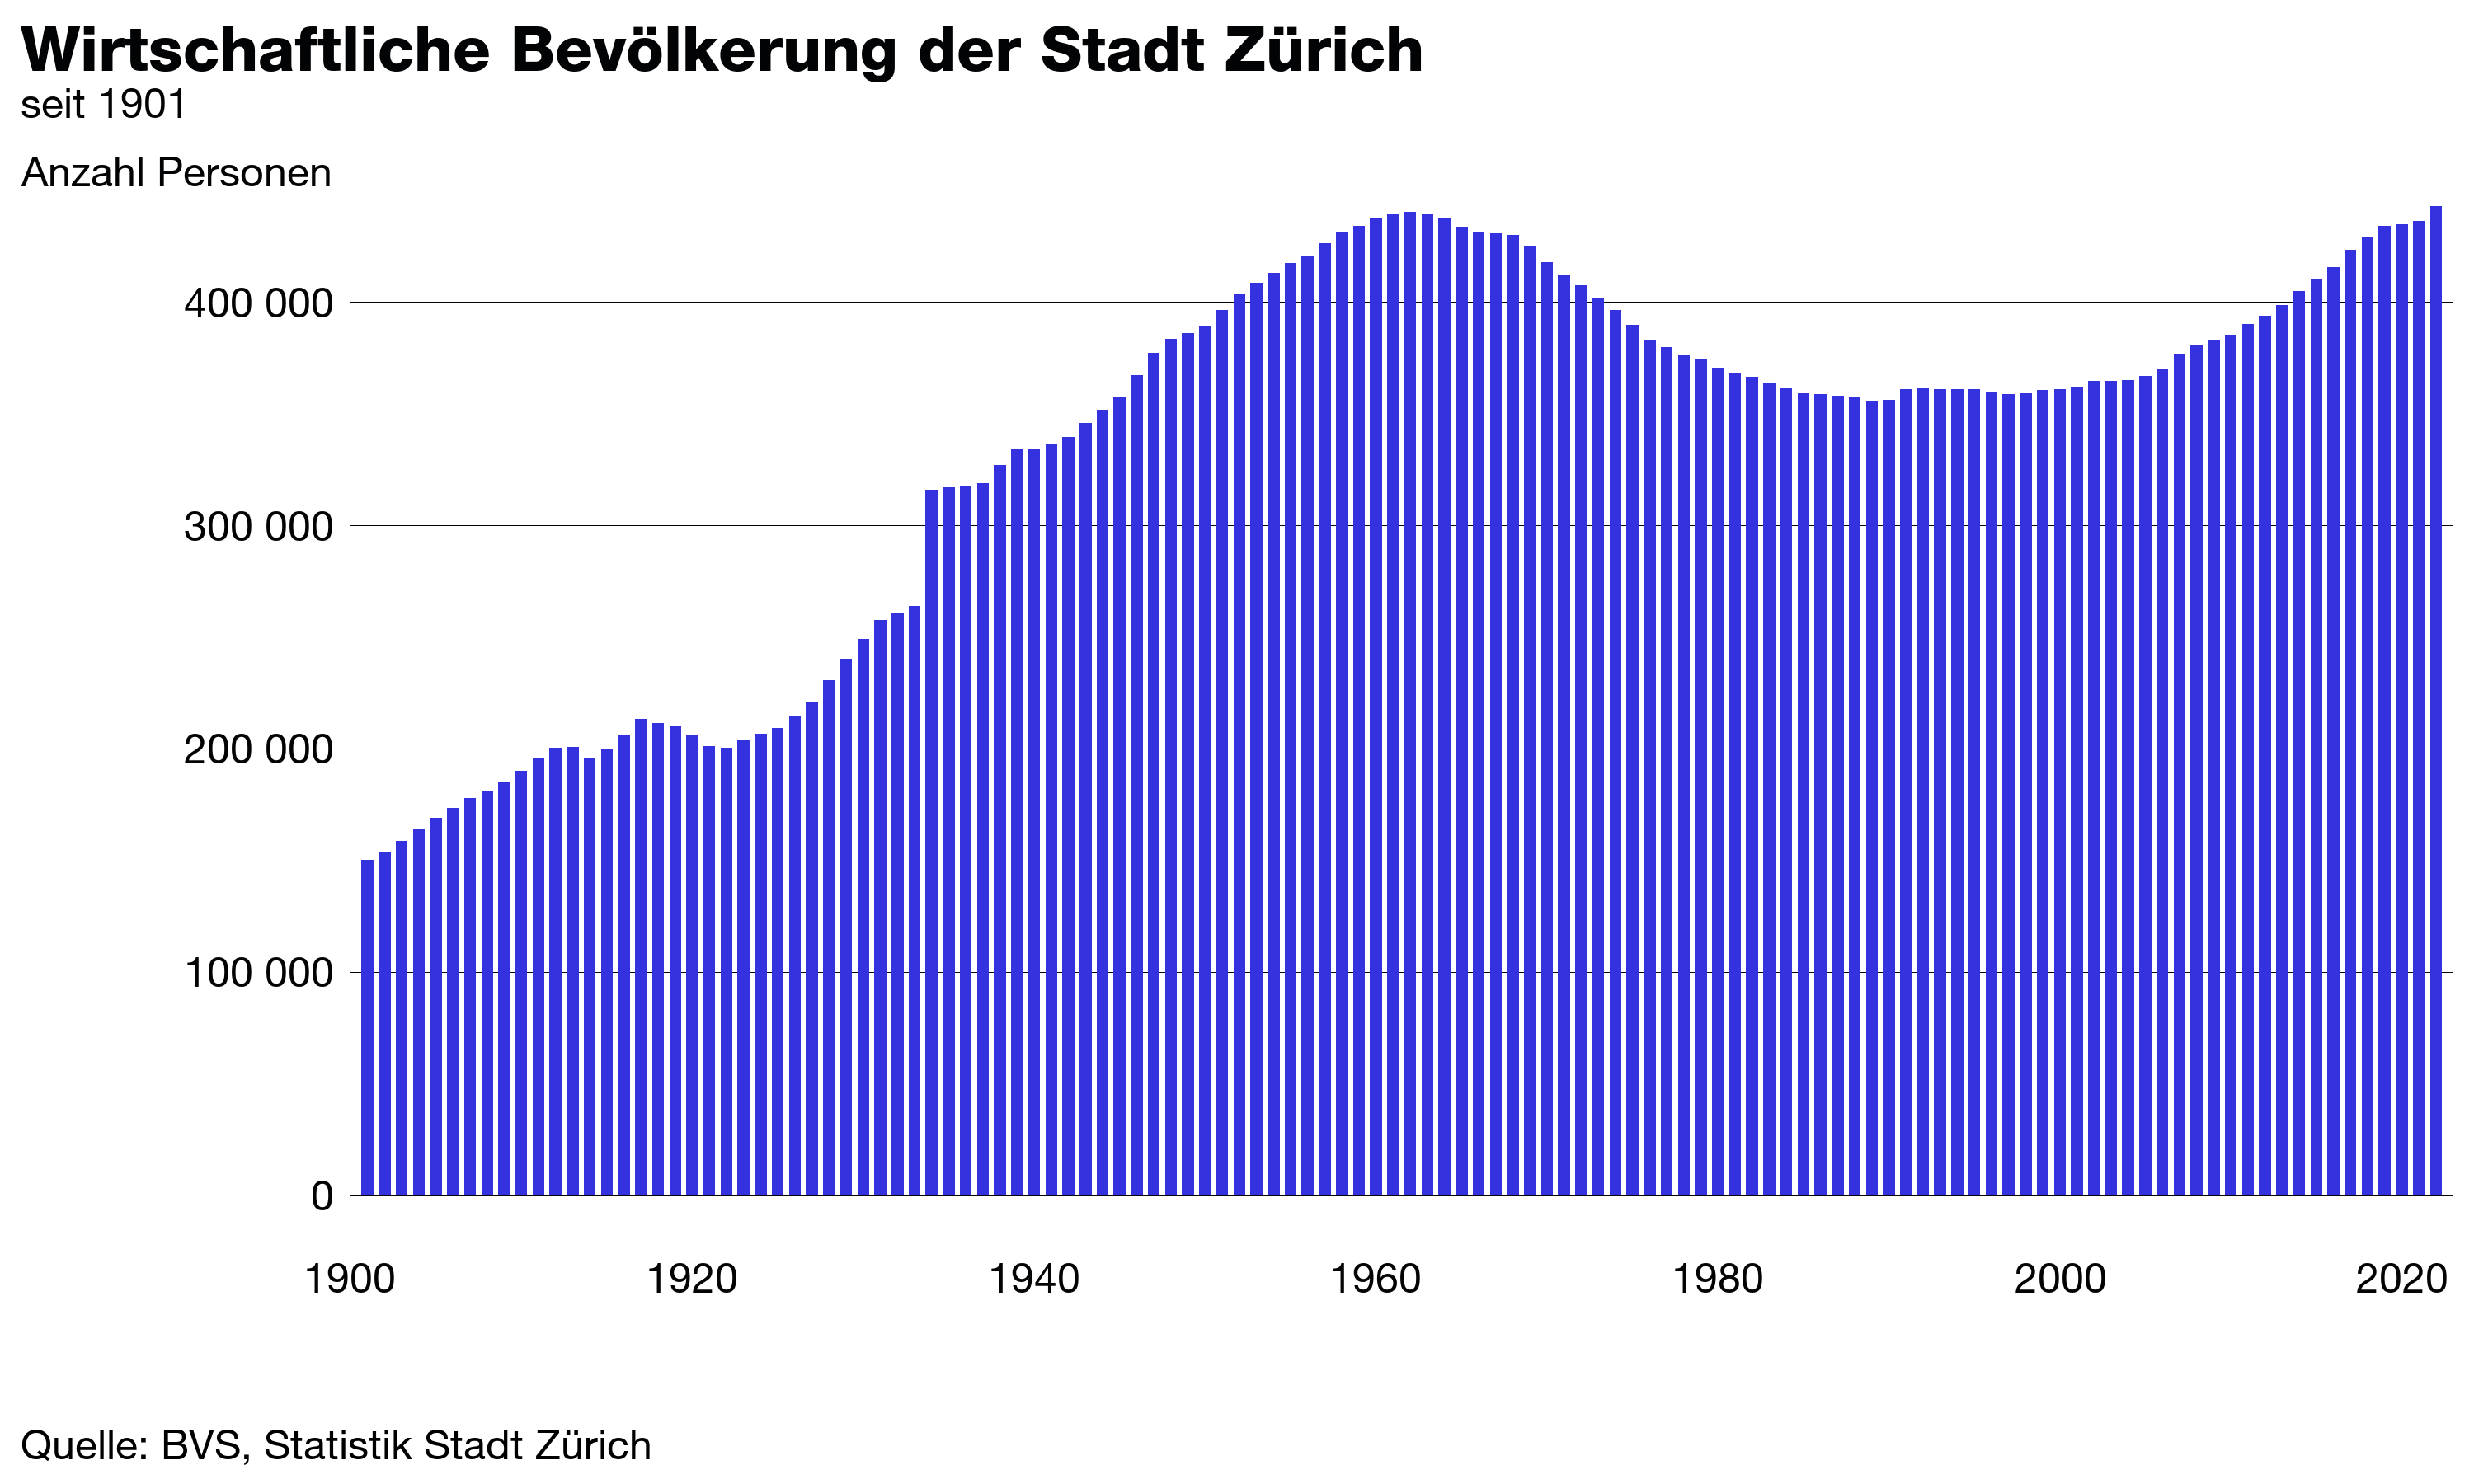 Wirtschaftliche Bevölkerung der Stadt Zürich
seit 1901
Anzahl Personen
400 000
300 000
200 000
100 000
0
1900 1920 1940 1960 1980 2000 2020
Quelle: BVS, Statistik Stadt Zürich